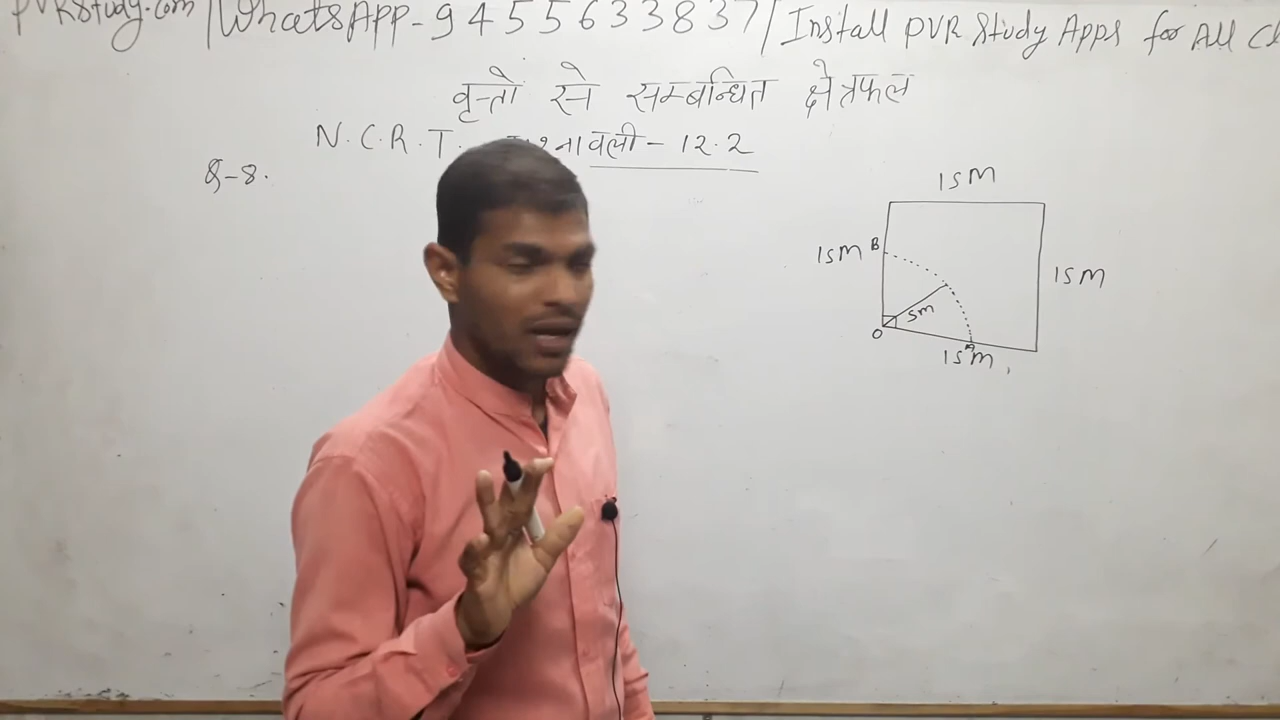 PVRStudy.com | WhatsApp-9455633837 | Install PVR Study Apps for All
वृत्तो से सम्बन्धित क्षेत्रफल
N.C.R.T. - 12.2
Q-8.
15M
15M B
15M
5m
O
A
15M